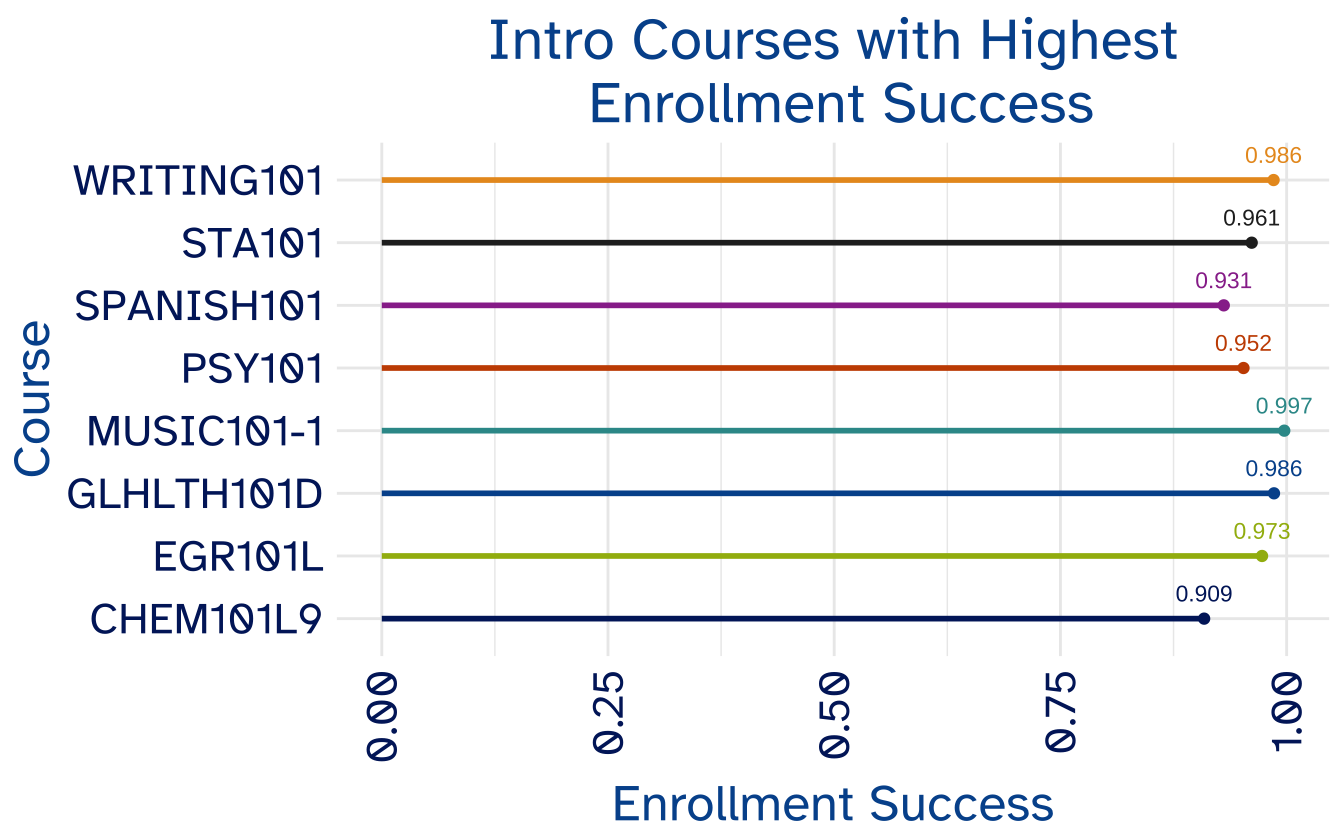 Intro Courses with Highest
Enrollment Success
Course
WRITING101
0.986
STA101
0.961
SPANISH101
0.931
PSY101
0.952
MUSIC101-1
0.997
GLHLTH101D
0.986
EGR101L
0.973
CHEM101L9
0.909
0.00
0.25
0.50
0.75
1.00
Enrollment Success